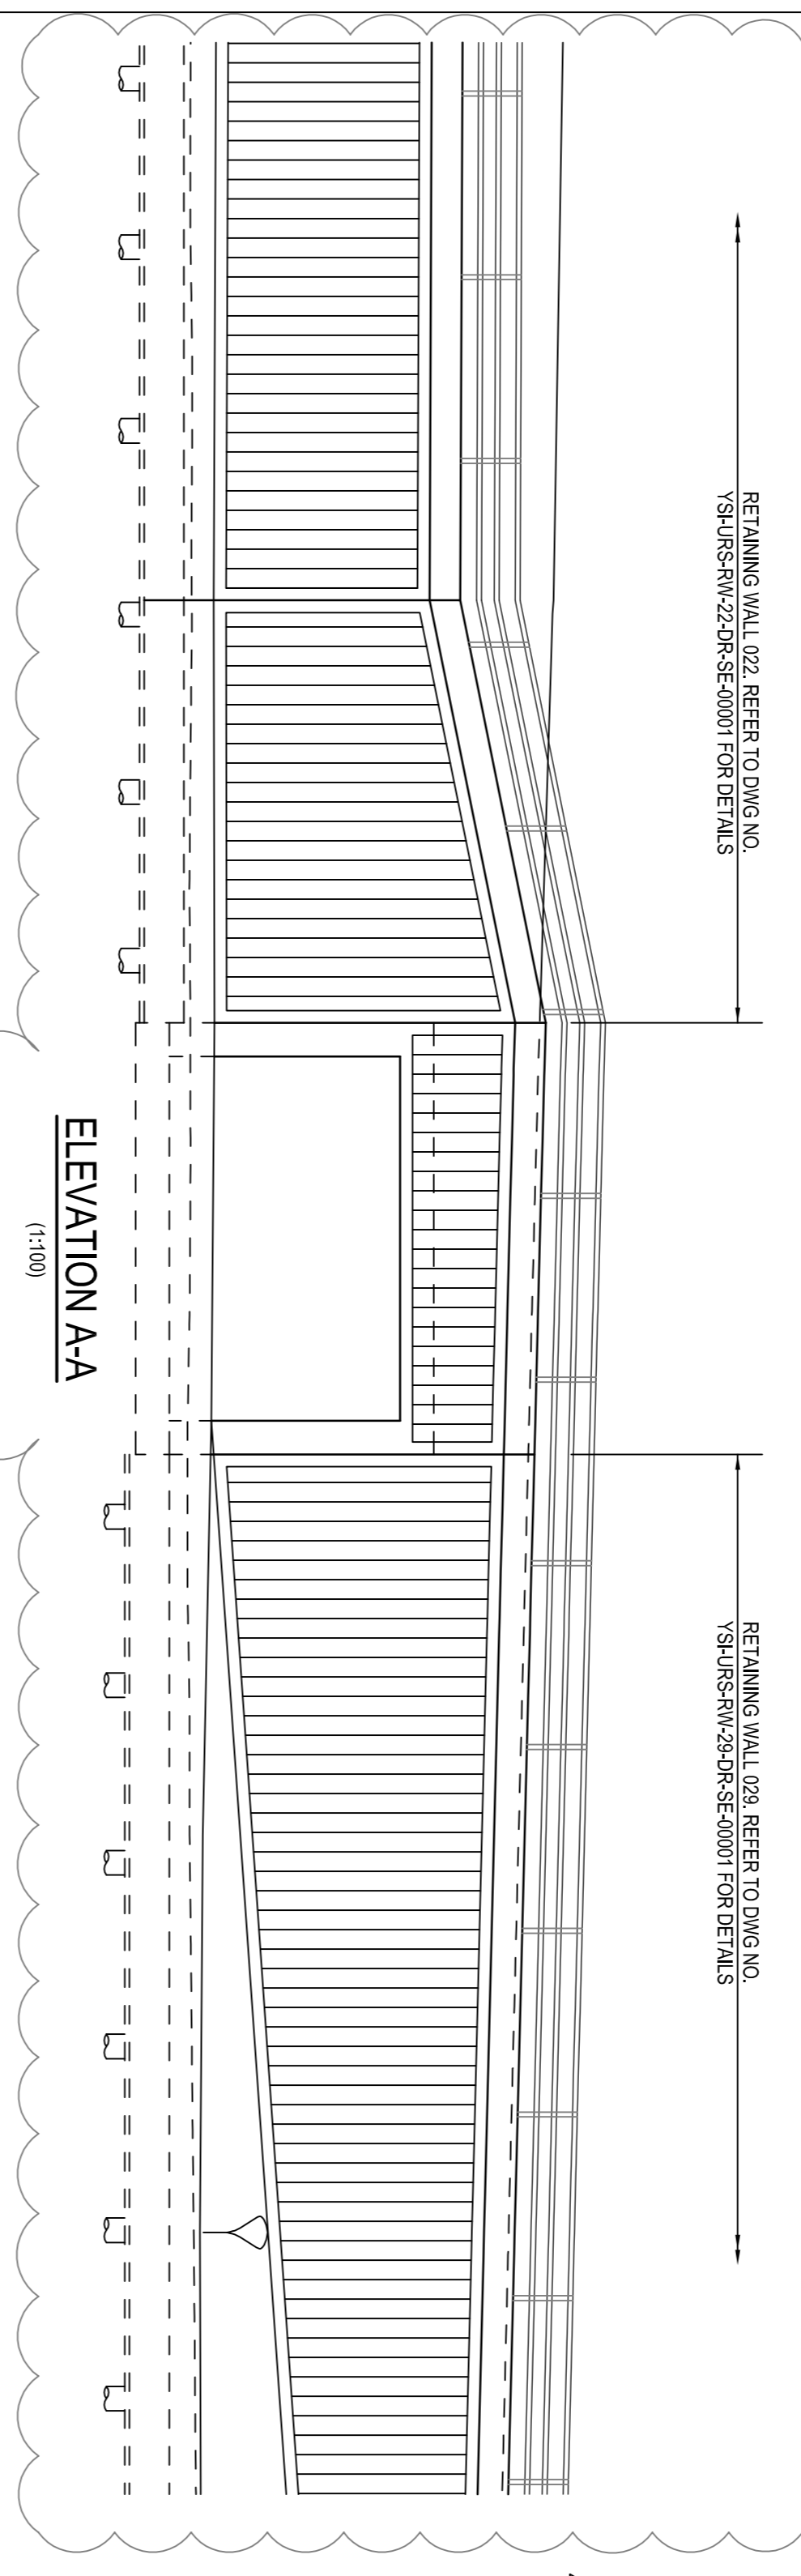 RETAINING WALL 022. REFER TO DWG NO.
YSI-URS-RW-22-DR-SE-00001 FOR DETAILS
RETAINING WALL 029. REFER TO DWG NO.
YSI-URS-RW-29-DR-SE-00001 FOR DETAILS
ELEVATION A-A
(1:100)